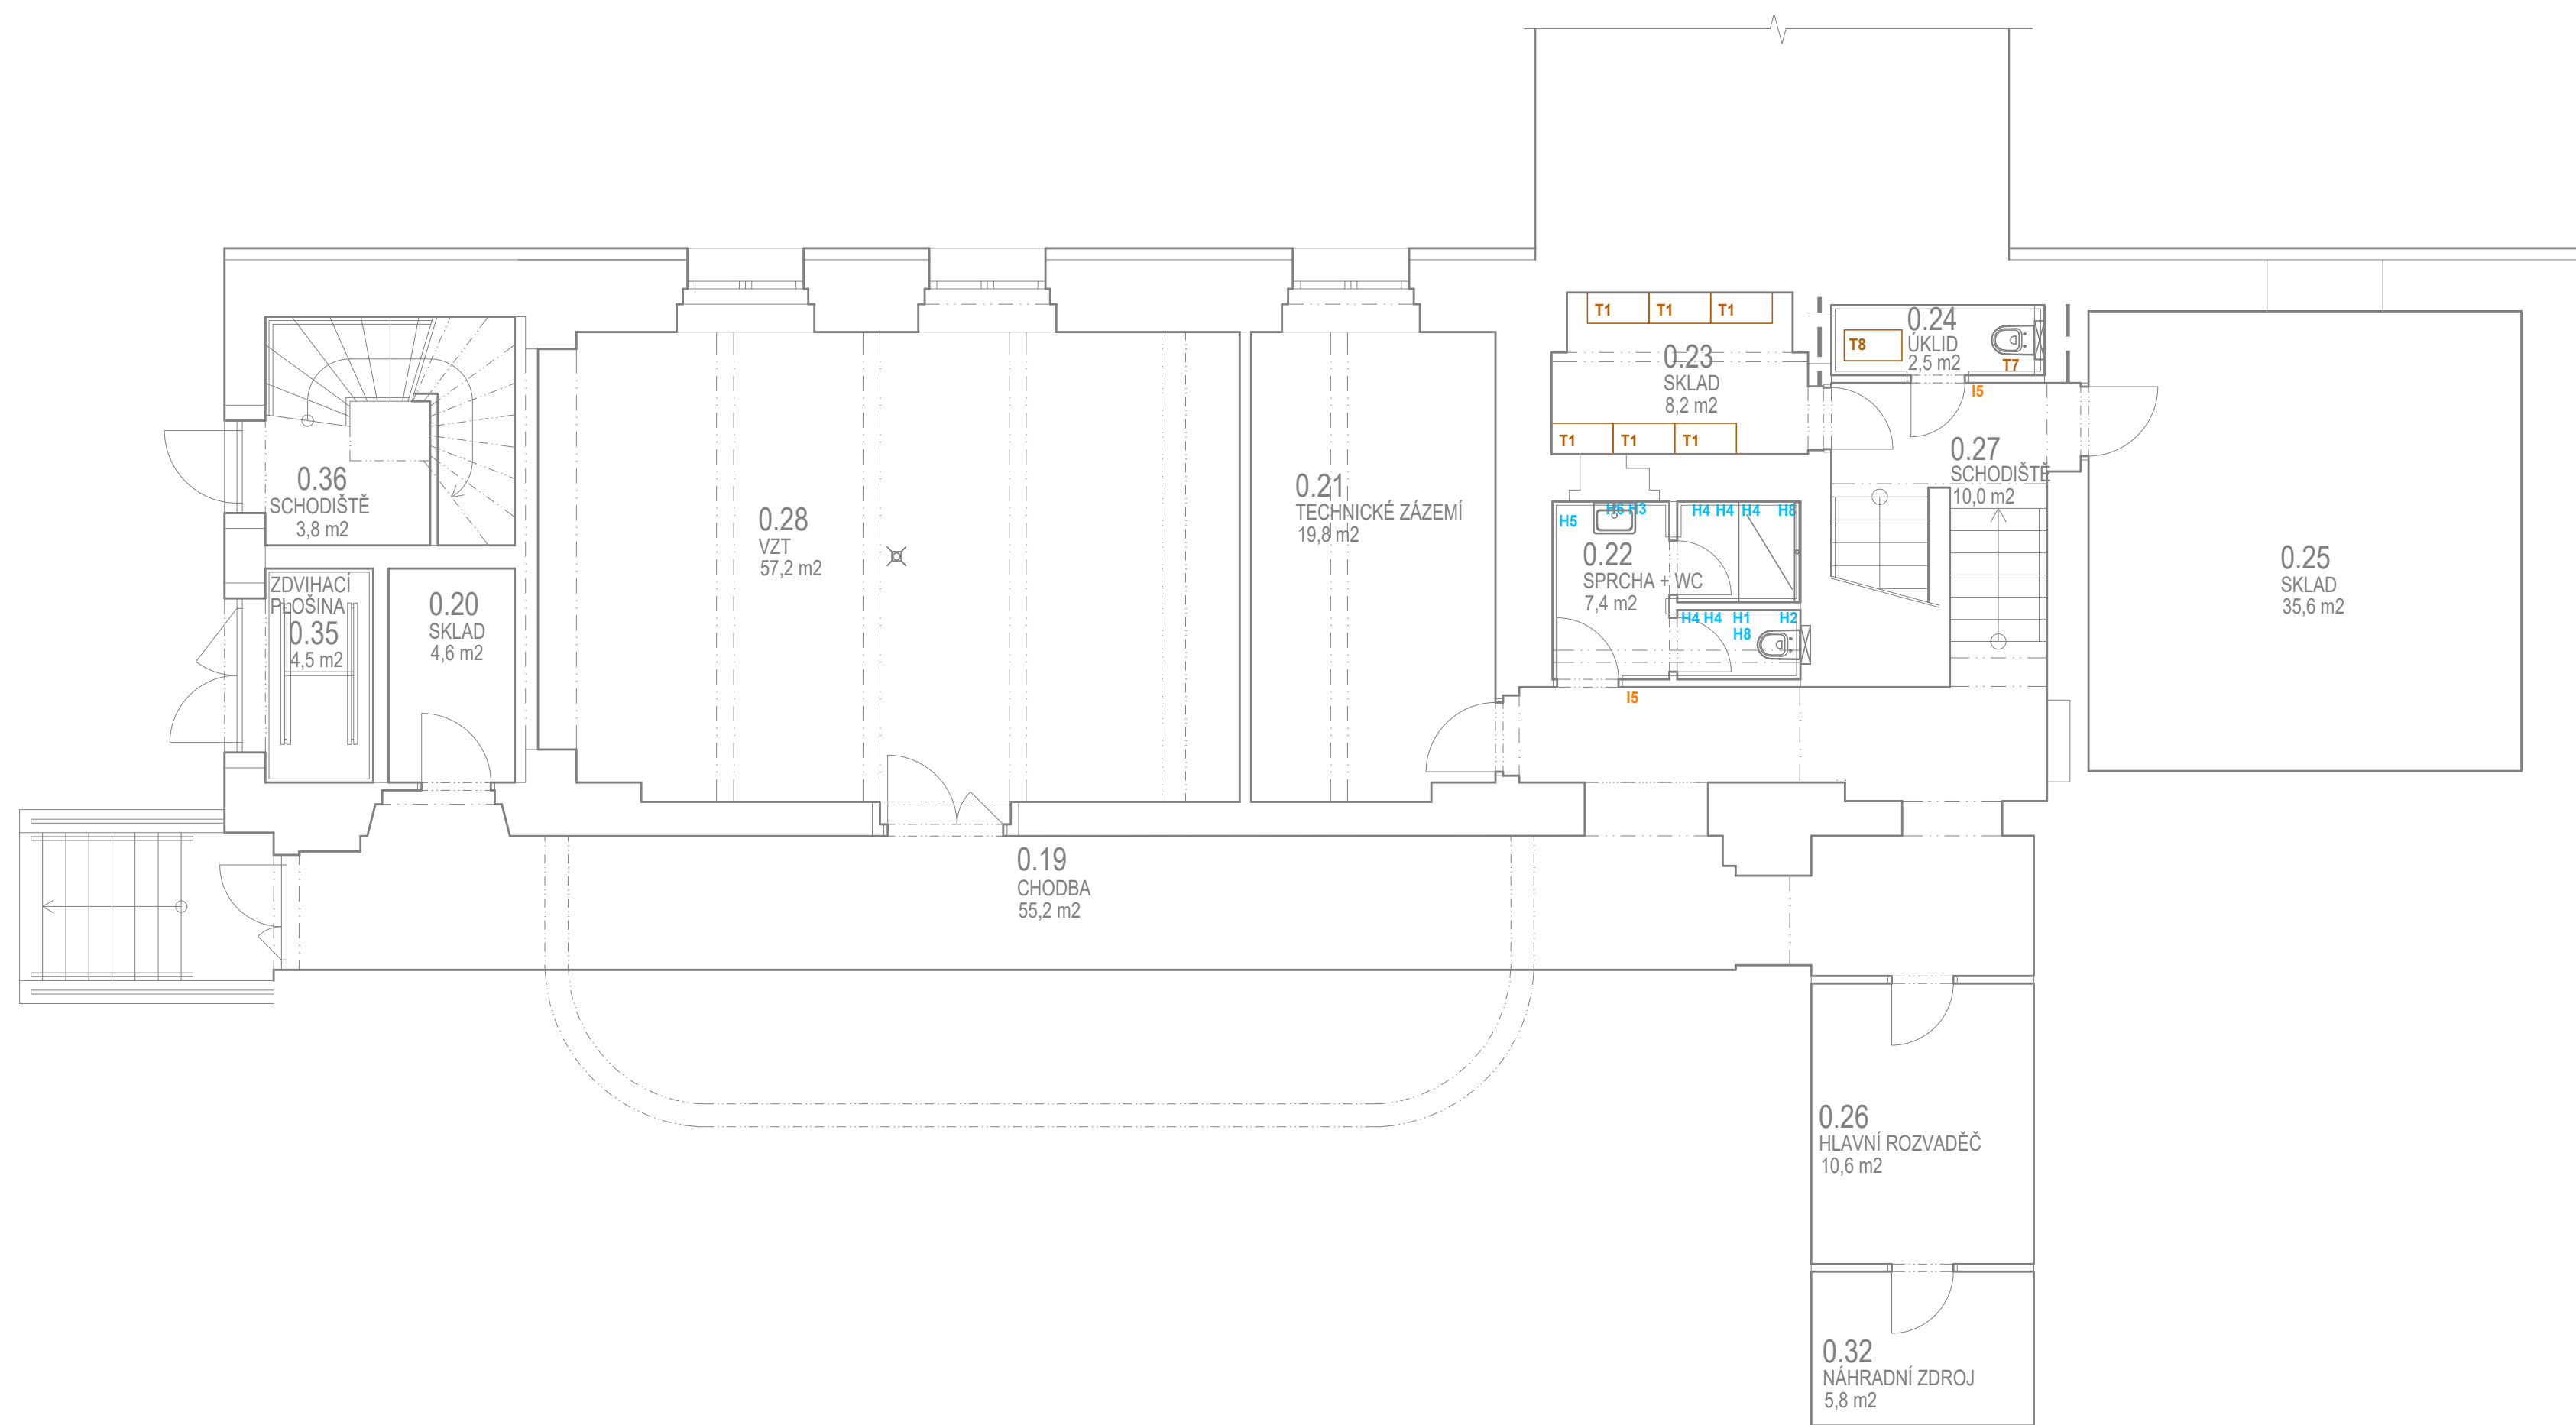 T1 T1 T1
0.24
ÚKLID
2,5 m2
T8
T7
I5
0.23
SKLAD
8,2 m2
T1 T1 T1
0.27
SCHODIŠTĚ
10,0 m2
0.36
SCHODIŠTĚ
3,8 m2
0.28
VZT
57,2 m2
0.21
TECHNICKÉ ZÁZEMÍ
19,8 m2
H5
H6 H3
H4 H4 H4 H8
0.22
SPRCHA + WC
7,4 m2
H4 H4 H1 H2
H8
I5
0.25
SKLAD
35,6 m2
ZDVIHACÍ
PLOŠINA
0.35
4,5 m2
0.20
SKLAD
4,6 m2
0.19
CHODBA
55,2 m2
0.26
HLAVNÍ ROZVADĚČ
10,6 m2
0.32
NÁHRADNÍ ZDROJ
5,8 m2